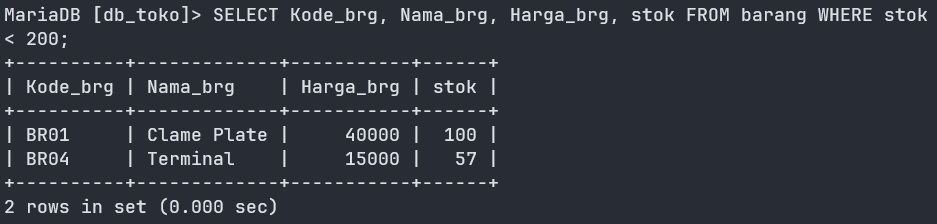 MariaDB [db_toko]> SELECT Kode_brg, Nama_brg, Harga_brg, stok FROM barang WHERE stok
< 200;
+----------+-------------+-----------+------+
| Kode_brg | Nama_brg    | Harga_brg | stok |
+----------+-------------+-----------+------+
| BR01     | Clame Plate |     40000 |  100 |
| BR04     | Terminal    |     15000 |   57 |
+----------+-------------+-----------+------+
2 rows in set (0.000 sec)